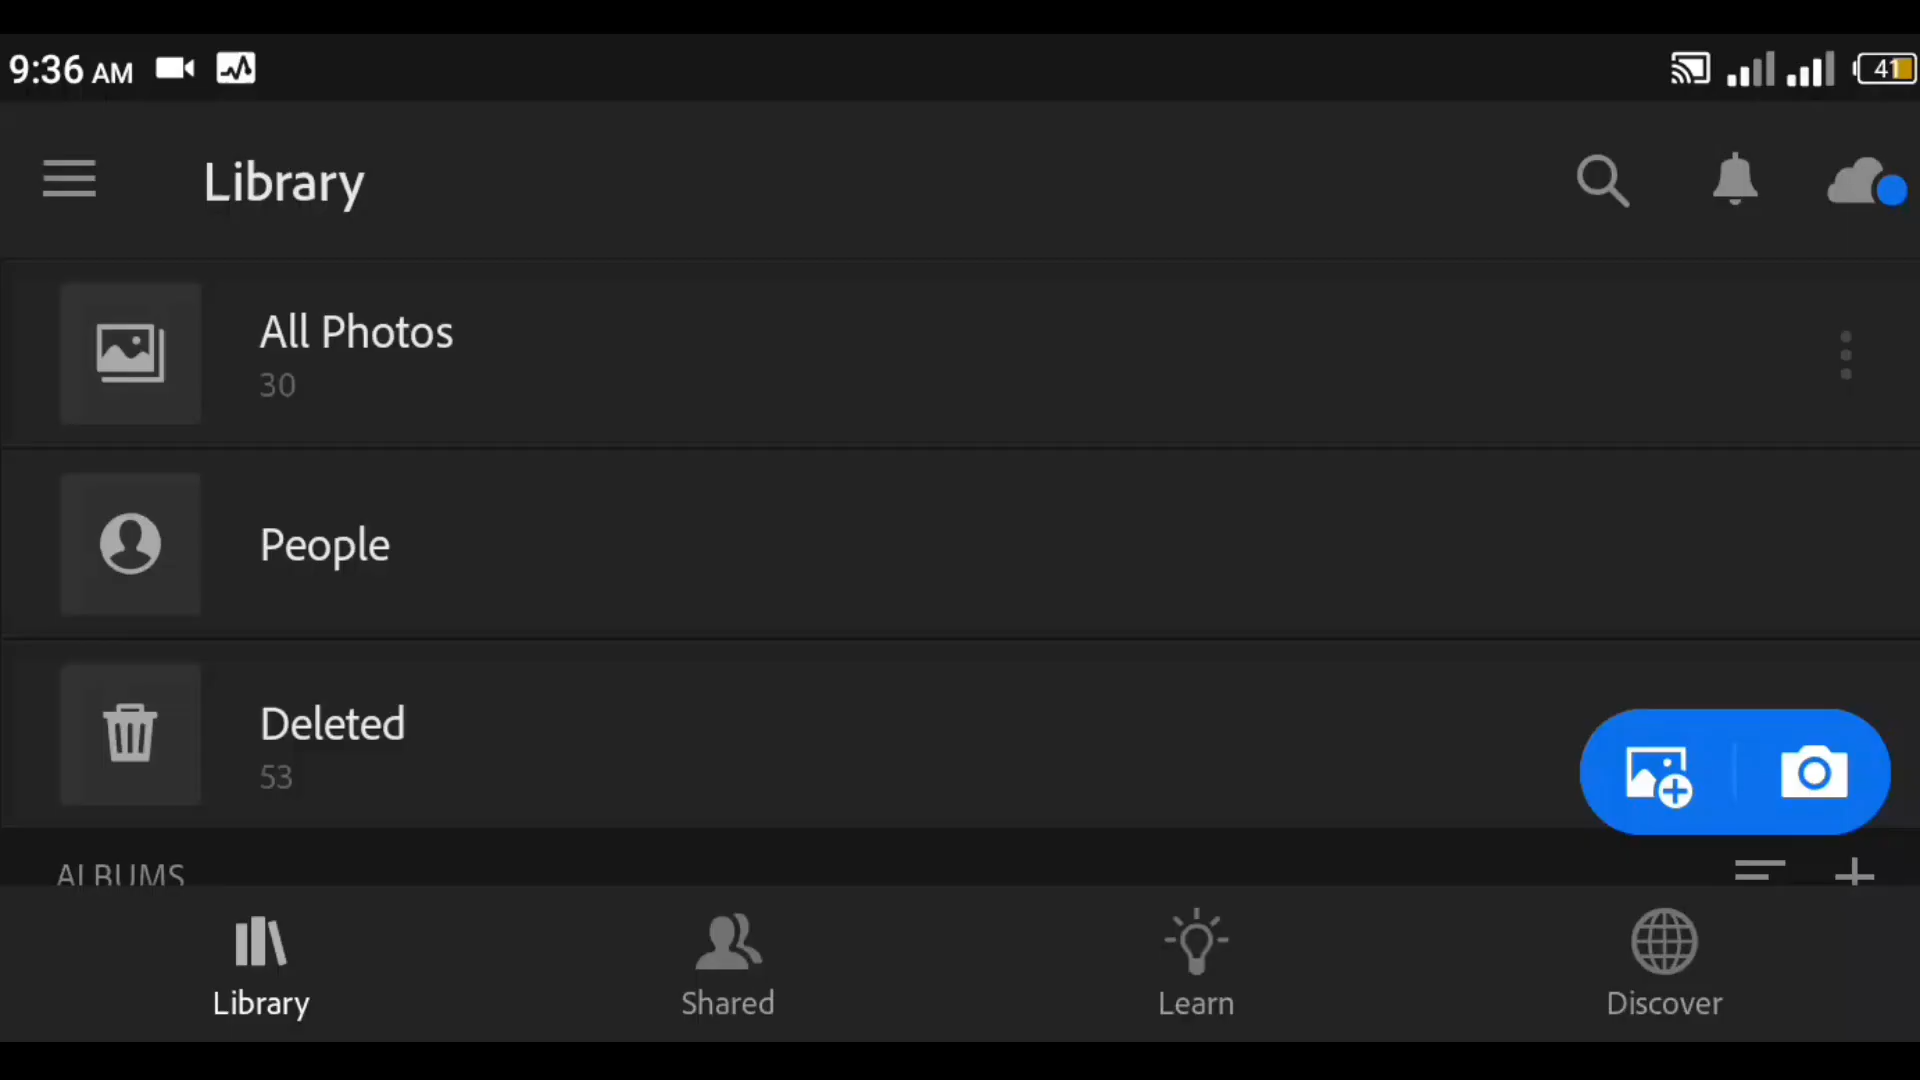 9:36 AM
41
Library
All Photos
30
People
Deleted
53
ALBUMS
Library
Shared
Learn
Discover